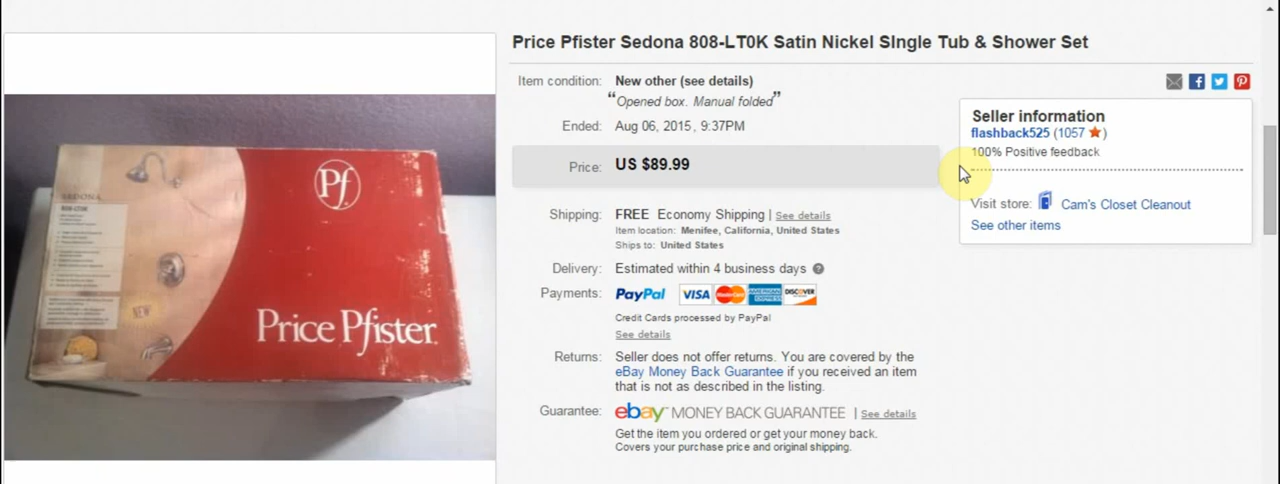 Price Pfister Sedona 808-LT0K Satin Nickel SIngle Tub & Shower Set
Item condition: New other (see details)
“Opened box. Manual folded”
Ended: Aug 06, 2015 , 9:37PM
Price: US $89.99
Shipping: FREE Economy Shipping | See details
Item location: Menifee, California, United States
Ships to: United States
Delivery: Estimated within 4 business days ?
Payments: PayPal VISA MasterCard AMERICAN EXPRESS DISCOVER
Credit Cards processed by PayPal
See details
Returns: Seller does not offer returns. You are covered by the
eBay Money Back Guarantee if you received an item
that is not as described in the listing.
Guarantee: ebay MONEY BACK GUARANTEE | See details
Get the item you ordered or get your money back.
Covers your purchase price and original shipping.
Seller information
flashback525 (1057 )
100% Positive feedback
Visit store: Cam's Closet Cleanout
See other items
Pf
SEDONA
808-LT0K
NEW
Price Pfister.